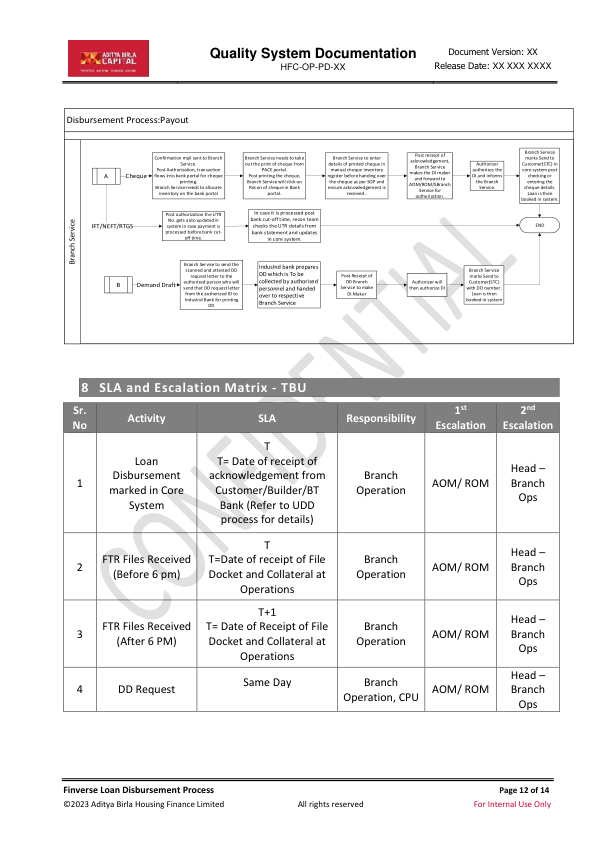 ADITYA BIRLA
CAPITAL
Quality System Documentation
HFC-OP-PD-XX
Document Version: XX
Release Date: XX XXX XXXX
Disbursement Process:Payout
Branch Service
A
Cheque
Confirmation mail sent to Branch
Service.
Post Authorization, transaction
flows into bank portal for cheque
printing.
Branch Service needs to allocate
inventory on the bank portal
Branch Service needs to take
out the print of cheque from
PACE portal.
Post printing the cheque,
Branch Service will click on
Recon of cheque in Bank
portal.
Branch Service to enter
details of printed cheque in
manual cheque inventory
register before handing over
the cheque as per SOP and
ensure acknowledgement is
received .
Post receipt of
acknowledgement,
Branch Service
makes the DI maker
and forward to
AOM/ROM/SBranch
Service for
authorization
Authorizer
authorizes the
DI and informs
the Branch
Service.
Branch Service
marks Send to
Customer(STC) in
core system post
checking or
entering the
cheque details.
Loan is then
booked in system .
IFT/NEFT/RTGS
Post authorization the UTR
No. gets auto updated in
system in case payment is
processed before bank cut-
off time.
In case it is processed post
bank cut-off time, recon team
checks the UTR details from
bank statement and updates
in core system.
END
B
Demand Draft
Branch Service to send the
scanned and attested DD
request letter to the
authorised person who will
send that DD request letter
from the authorized ID to
IndusInd Bank for printing
DD
IndusInd bank prepares
DD which is To be
collected by authorised
personnel and handed
over to respective
Branch Service
Post Receipt of
DD Branch
Service to make
DI Maker
Authorizer will
then authorize DI
Branch Service
marks Send to
Customer(STC)
with DD number.
Loan is then
booked in system
CONFIDENTIAL
8 SLA and Escalation Matrix - TBU
Sr.
No
Activity
SLA
Responsibility
1st
Escalation
2nd
Escalation
1
Loan
Disbursement
marked in Core
System
T
T= Date of receipt of
acknowledgement from
Customer/Builder/BT
Bank (Refer to UDD
process for details)
Branch
Operation
AOM/ ROM
Head –
Branch
Ops
2
FTR Files Received
(Before 6 pm)
T
T=Date of receipt of File
Docket and Collateral at
Operations
Branch
Operation
AOM/ ROM
Head –
Branch
Ops
3
FTR Files Received
(After 6 PM)
T+1
T= Date of Receipt of File
Docket and Collateral at
Operations
Branch
Operation
AOM/ ROM
Head –
Branch
Ops
4
DD Request
Same Day
Branch
Operation, CPU
AOM/ ROM
Head –
Branch
Ops
Finverse Loan Disbursement Process
Page 12 of 14
©2023 Aditya Birla Housing Finance Limited
All rights reserved
For Internal Use Only